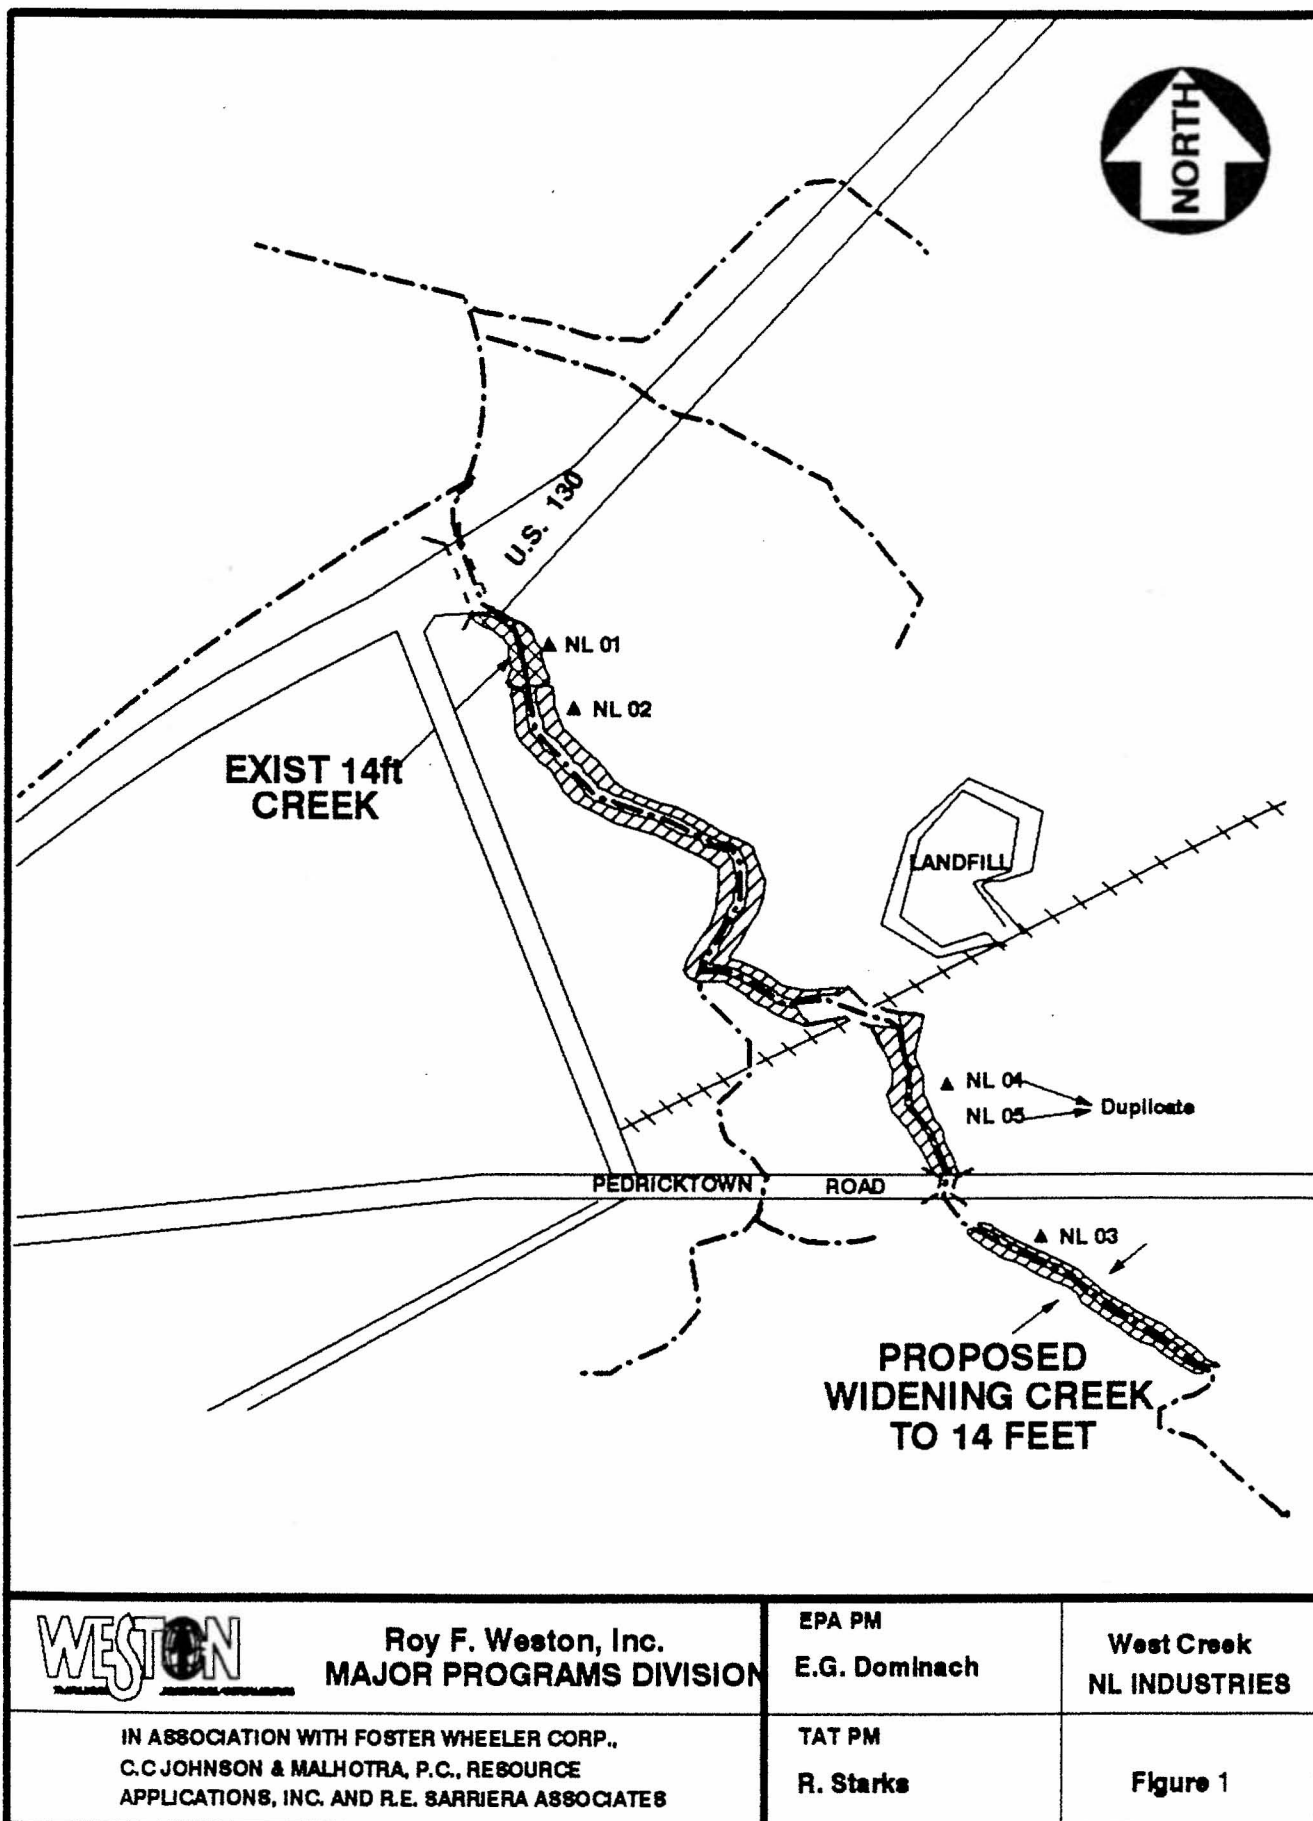 NORTH
U.S. 130
NL 01
NL 02
EXIST 14ft
CREEK
LANDFILL
NL 04
NL 05
Duplicate
PEDRICKTOWN ROAD
NL 03
PROPOSED
WIDENING CREEK
TO 14 FEET
WESTON
Roy F. Weston, Inc.
MAJOR PROGRAMS DIVISION
IN ASSOCIATION WITH FOSTER WHEELER CORP.,
C.C JOHNSON & MALHOTRA, P.C., RESOURCE
APPLICATIONS, INC. AND R.E. SARRIERA ASSOCIATES
EPA PM
E.G. Dominach
TAT PM
R. Starks
West Creek
NL INDUSTRIES
Figure 1